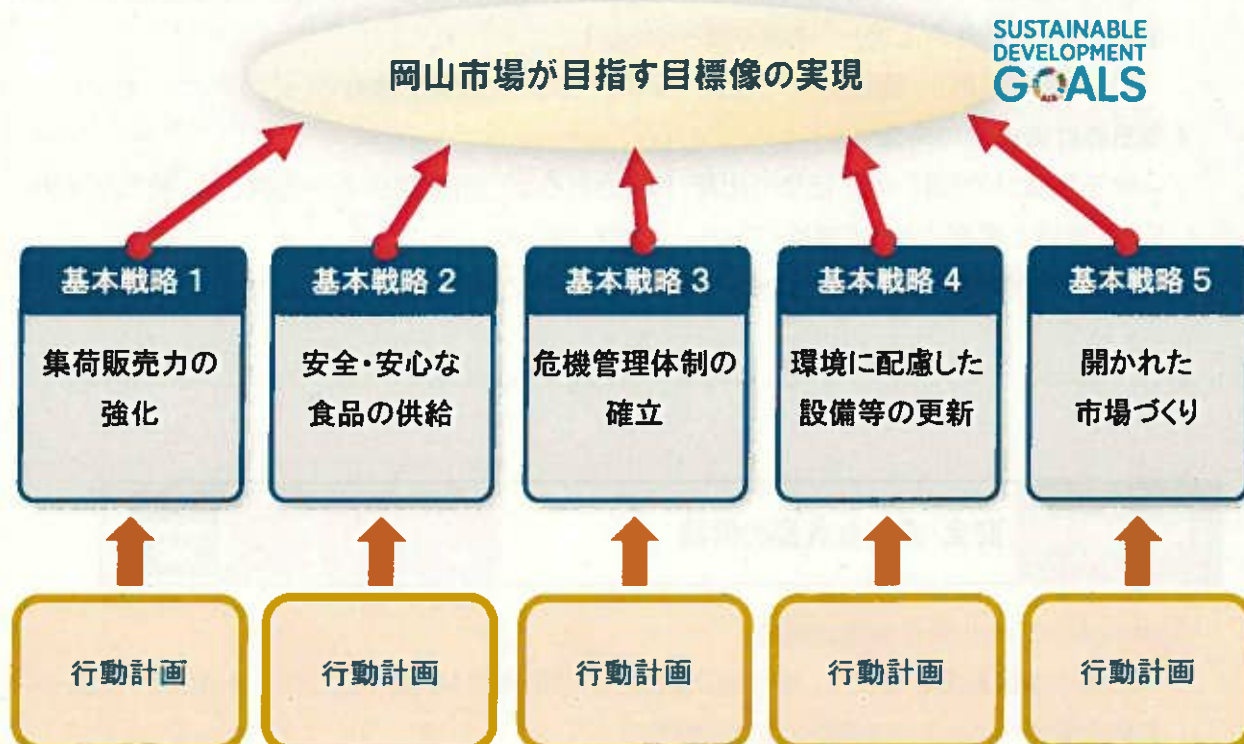 SUSTAINABLE
DEVELOPMENT
GOALS
岡山市場が目指す目標像の実現
基本戦略 1
集荷販売力の
強化
基本戦略 2
安全・安心な
食品の供給
基本戦略 3
危機管理体制の
確立
基本戦略 4
環境に配慮した
設備等の更新
基本戦略 5
開かれた
市場づくり
行動計画
行動計画
行動計画
行動計画
行動計画